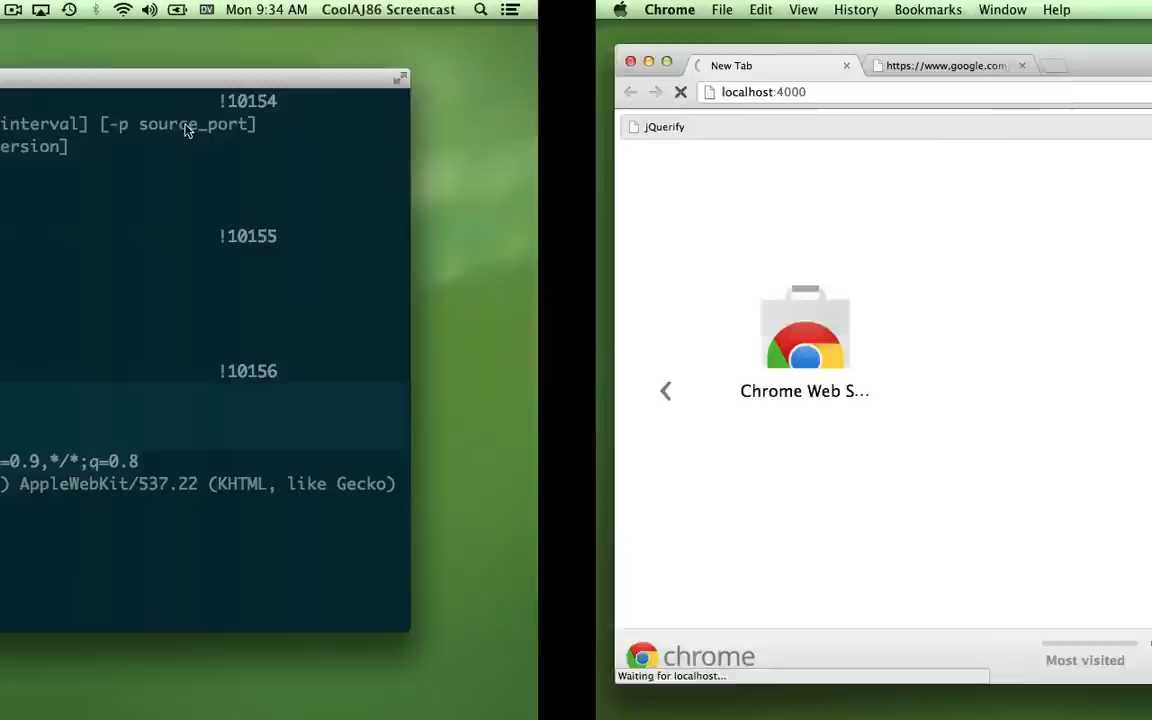 Mon 9:34 AM CoolAJ86 Screencast
!10154
interval] [-p source_port]
ersion]
!10155
!10156
=0.9,*/*;q=0.8
) AppleWebKit/537.22 (KHTML, like Gecko)
Chrome File Edit View History Bookmarks Window Help
New Tab
https://www.google.com
localhost:4000
jQuerify
Chrome Web S...
chrome
Most visited
Waiting for localhost...